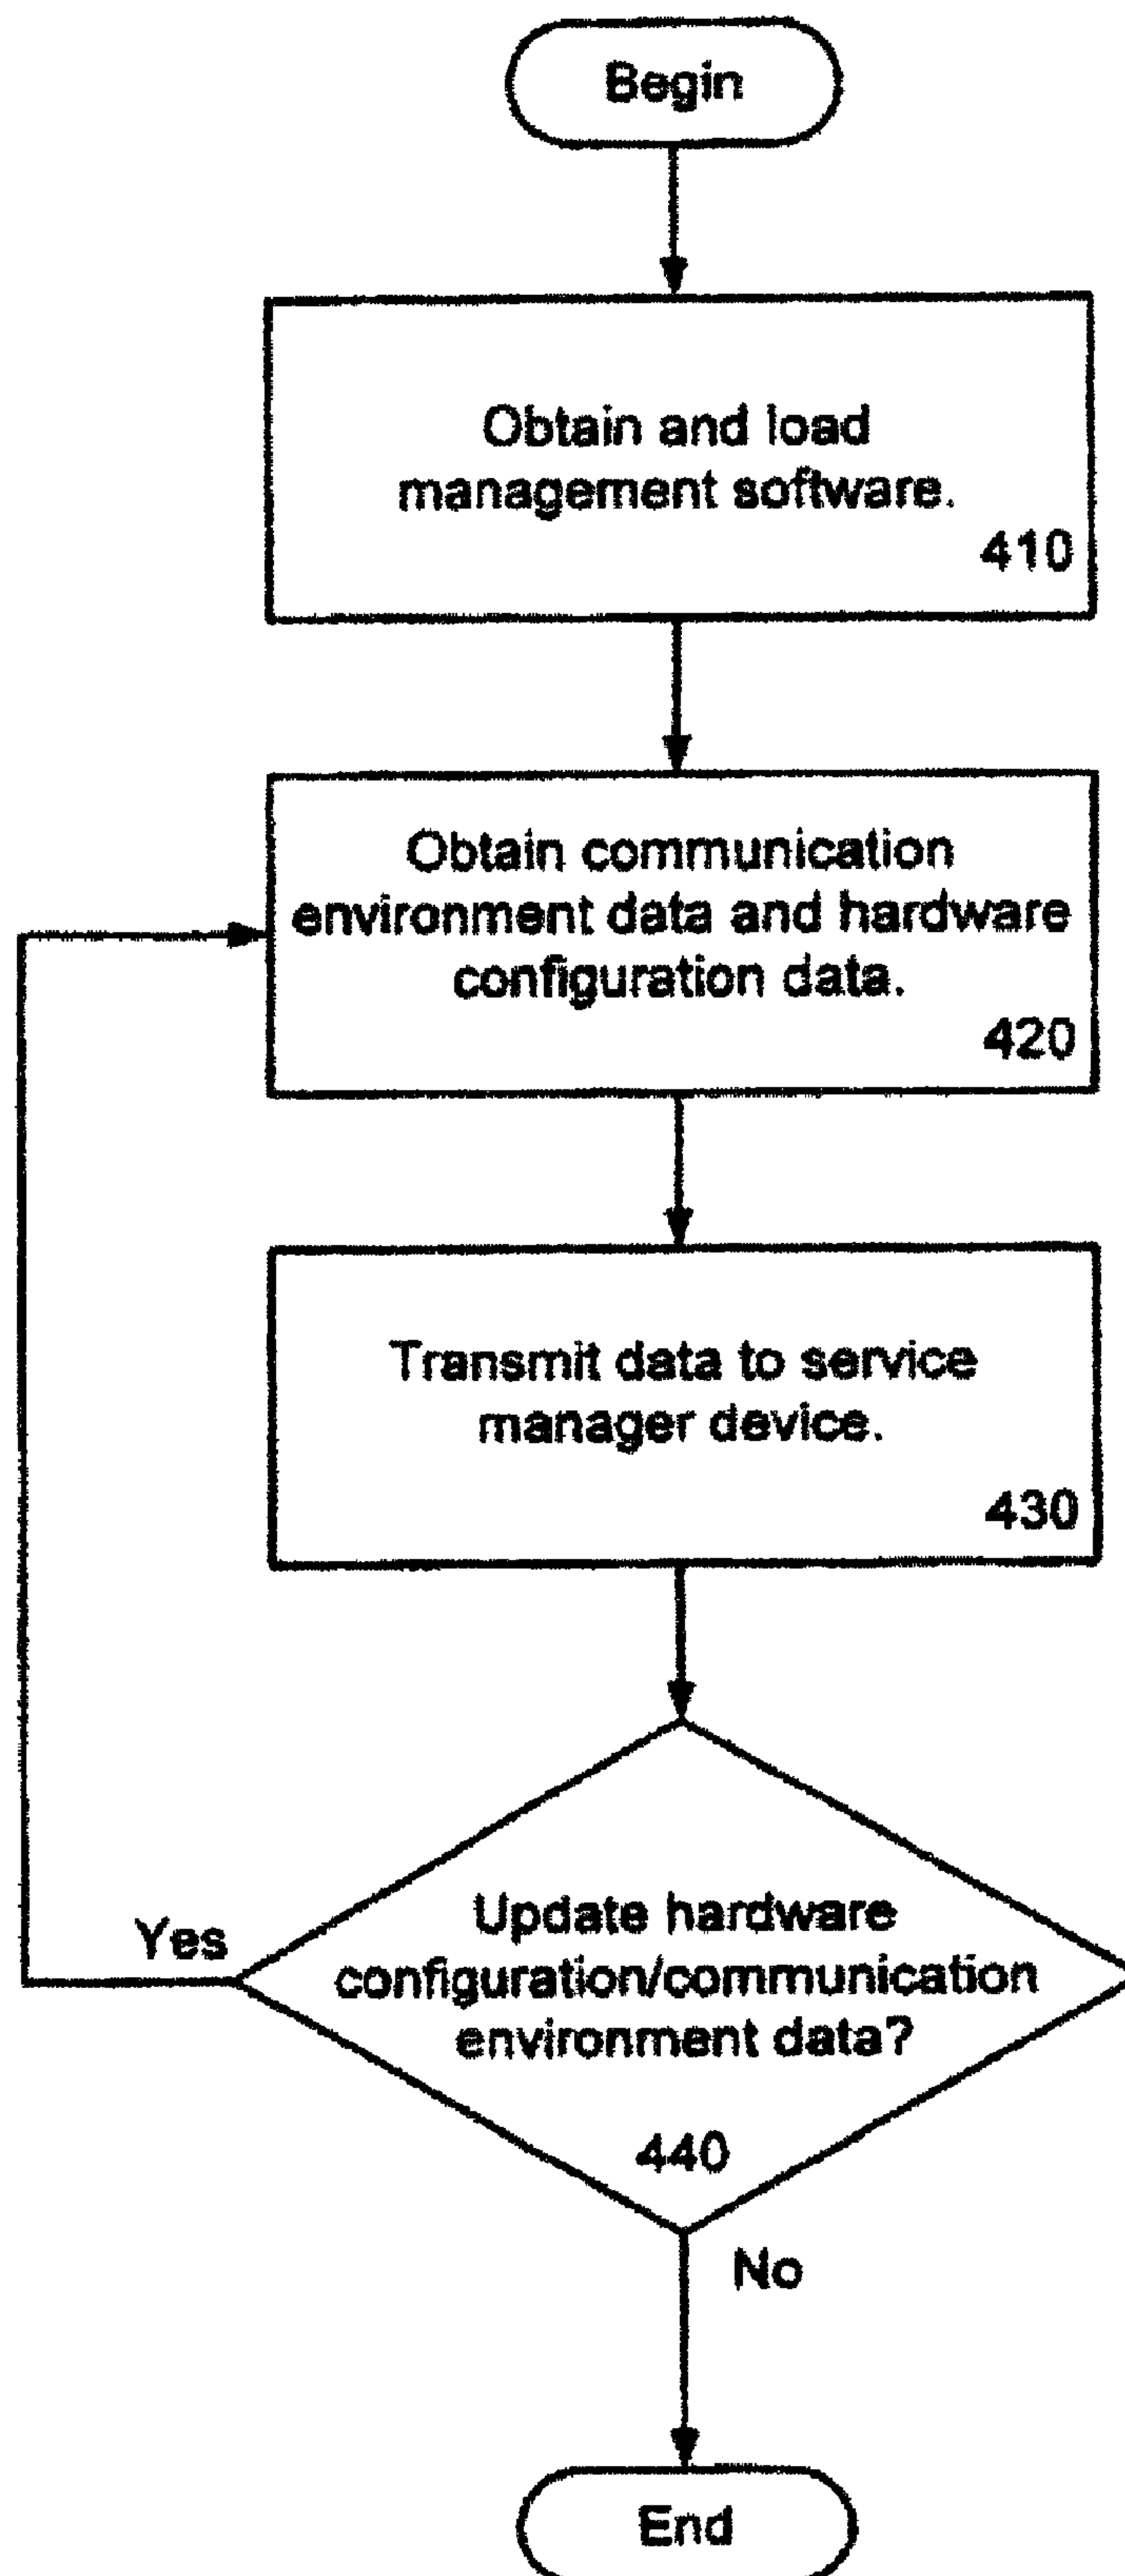 Begin
Obtain and load
management software.
410
Obtain communication
environment data and hardware
configuration data.
420
Transmit data to service
manager device.
430
Yes
Update hardware
configuration/communication
environment data?
440
No
End